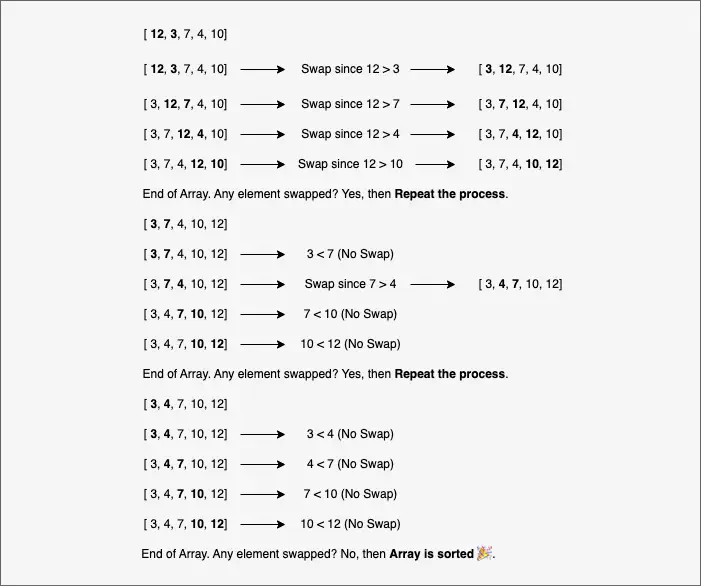 [ 12, 3, 7, 4, 10]
[ 12, 3, 7, 4, 10] Swap since 12 > 3 [ 3, 12, 7, 4, 10]
[ 3, 12, 7, 4, 10] Swap since 12 > 7 [ 3, 7, 12, 4, 10]
[ 3, 7, 12, 4, 10] Swap since 12 > 4 [ 3, 7, 4, 12, 10]
[ 3, 7, 4, 12, 10] Swap since 12 > 10 [ 3, 7, 4, 10, 12]
End of Array. Any element swapped? Yes, then Repeat the process.
[ 3, 7, 4, 10, 12]
[ 3, 7, 4, 10, 12] 3 < 7 (No Swap)
[ 3, 7, 4, 10, 12] Swap since 7 > 4 [ 3, 4, 7, 10, 12]
[ 3, 4, 7, 10, 12] 7 < 10 (No Swap)
[ 3, 4, 7, 10, 12] 10 < 12 (No Swap)
End of Array. Any element swapped? Yes, then Repeat the process.
[ 3, 4, 7, 10, 12]
[ 3, 4, 7, 10, 12] 3 < 4 (No Swap)
[ 3, 4, 7, 10, 12] 4 < 7 (No Swap)
[ 3, 4, 7, 10, 12] 7 < 10 (No Swap)
[ 3, 4, 7, 10, 12] 10 < 12 (No Swap)
End of Array. Any element swapped? No, then Array is sorted 🎉.